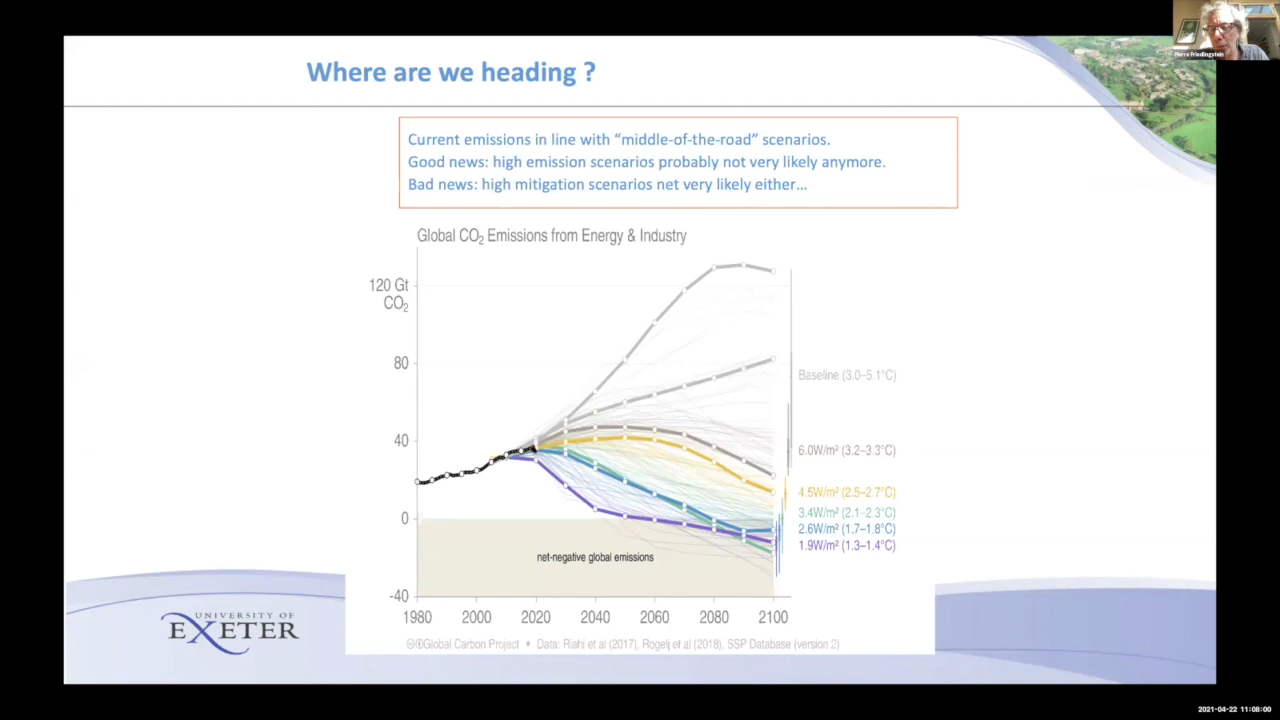 Where are we heading ?
Pierre Friedlingstein
Current emissions in line with “middle-of-the-road” scenarios.
Good news: high emission scenarios probably not very likely anymore.
Bad news: high mitigation scenarios net very likely either…
Global CO₂ Emissions from Energy & Industry
120 Gt
CO₂
80
40
0
-40
Baseline (3.0–5.1°C)
6.0W/m² (3.2–3.3°C)
4.5W/m² (2.5–2.7°C)
3.4W/m² (2.1–2.3°C)
2.6W/m² (1.7–1.8°C)
1.9W/m² (1.3–1.4°C)
net-negative global emissions
1980 2000 2020 2040 2060 2080 2100
Global Carbon Project • Data: Riahi et al (2017), Rogelj et al (2018), SSP Database (version 2)
UNIVERSITY OF
EXETER
2021-04-22 11:08:00